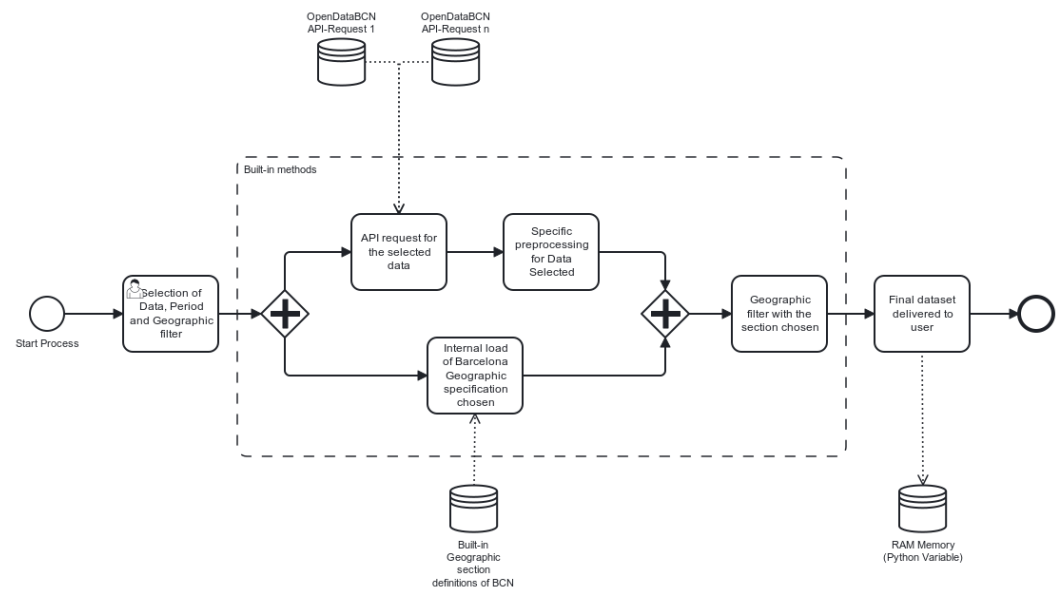 OpenDataBCN
API-Request 1
OpenDataBCN
API-Request n
Built-in methods
API request for
the selected
data
Specific
preprocessing
for Data
Selected
Start Process
Selection of
Data, Period
and Geographic
filter
Geographic
filter with the
section chosen
Final dataset
delivered to
user
Internal load
of Barcelona
Geographic
specification
chosen
Built-in
Geographic
section
definitions of BCN
RAM Memory
(Python Variable)